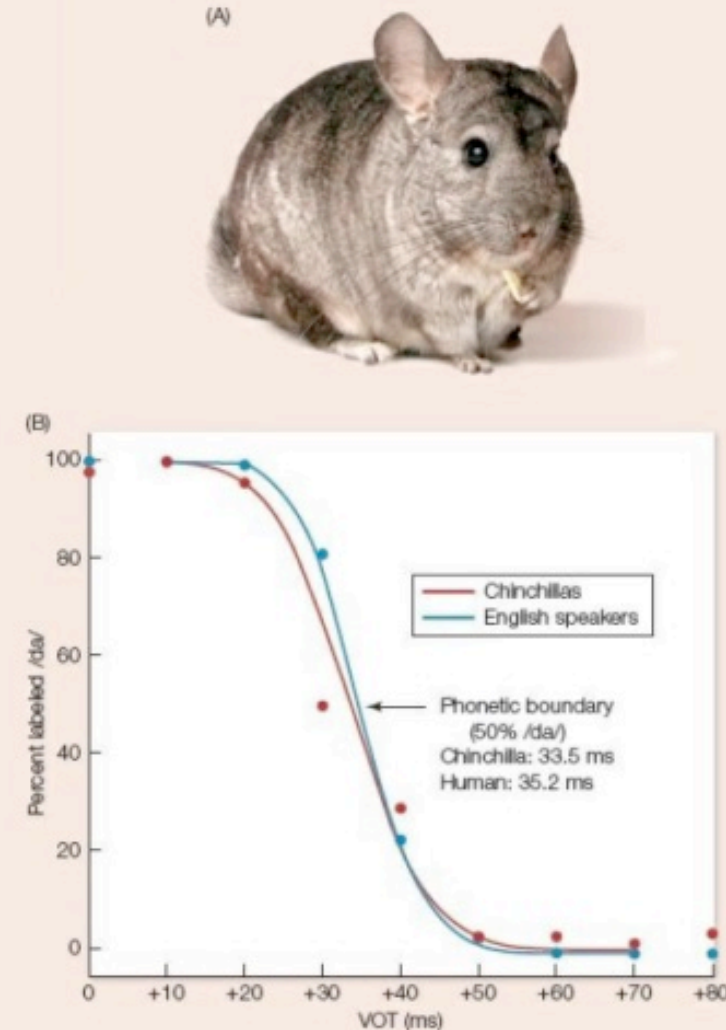 (A)
(B)
100
80
60
40
20
0
Percent labeled /da/
Chinchillas
English speakers
Phonetic boundary
(50% /da/)
Chinchilla: 33.5 ms
Human: 35.2 ms
0 +10 +20 +30 +40 +50 +60 +70 +80
VOT (ms)